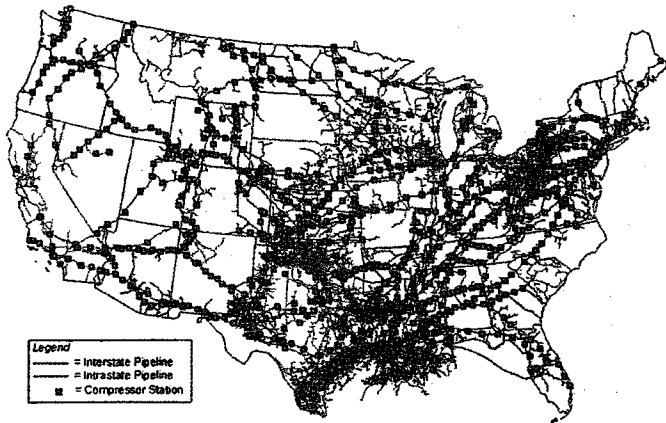 Legend
= Interstate Pipeline
= Intrastate Pipeline
= Compressor Station